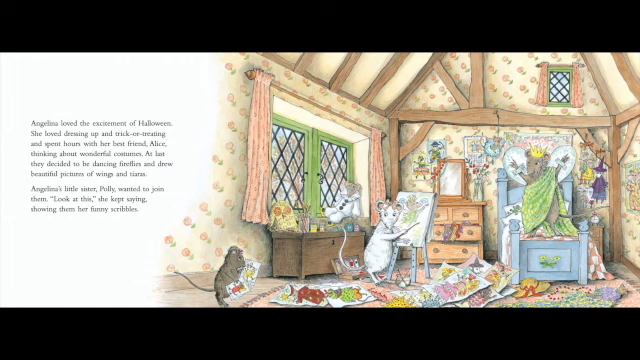 Angelina loved the excitement of Halloween.
She loved dressing up and trick-or-treating
and spent hours with her best friend, Alice,
thinking about wonderful costumes. At last
they decided to be dancing fireflies and drew
beautiful pictures of wings and tiaras.
Angelina's little sister, Polly, wanted to join
them. "Look at this," she kept saying,
showing them her funny scribbles.